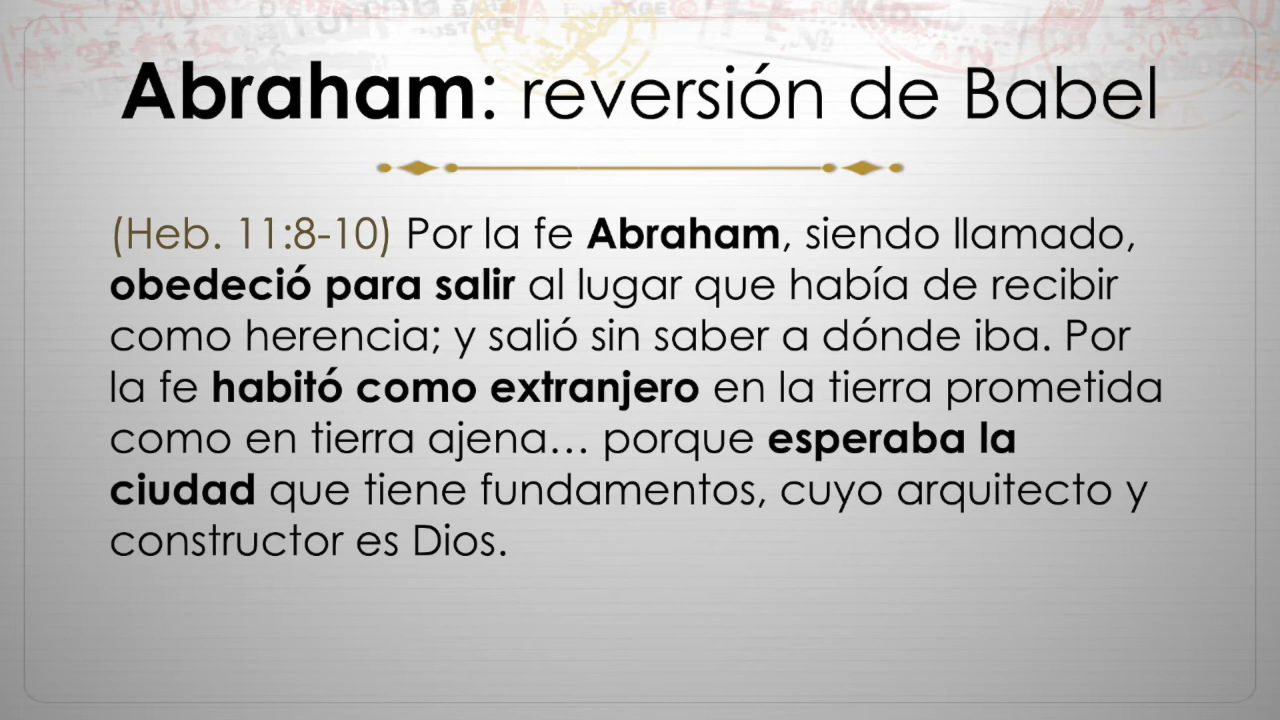 Abraham: reversión de Babel
(Heb. 11:8-10) Por la fe Abraham, siendo llamado,
obedeció para salir al lugar que había de recibir
como herencia; y salió sin saber a dónde iba. Por
la fe habitó como extranjero en la tierra prometida
como en tierra ajena… porque esperaba la
ciudad que tiene fundamentos, cuyo arquitecto y
constructor es Dios.